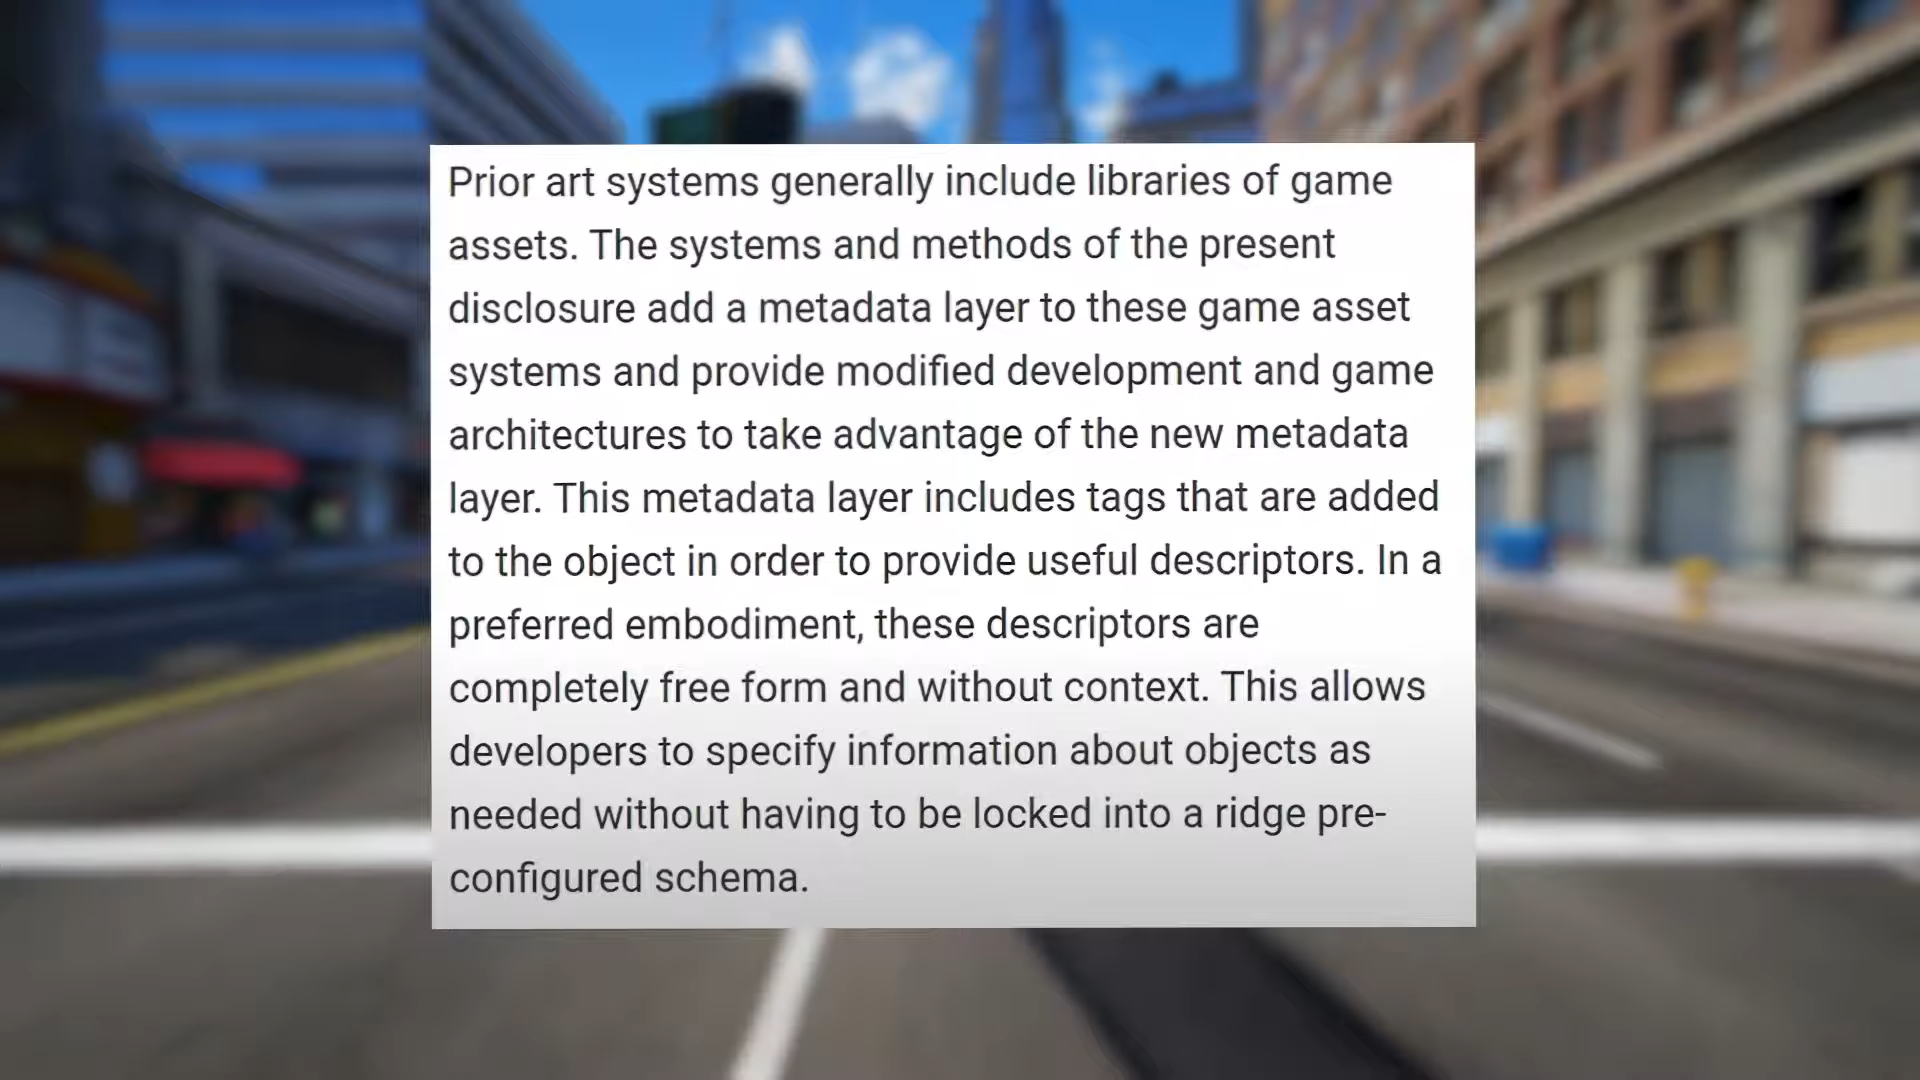 Prior art systems generally include libraries of game
assets. The systems and methods of the present
disclosure add a metadata layer to these game asset
systems and provide modified development and game
architectures to take advantage of the new metadata
layer. This metadata layer includes tags that are added
to the object in order to provide useful descriptors. In a
preferred embodiment, these descriptors are
completely free form and without context. This allows
developers to specify information about objects as
needed without having to be locked into a ridge pre-
configured schema.